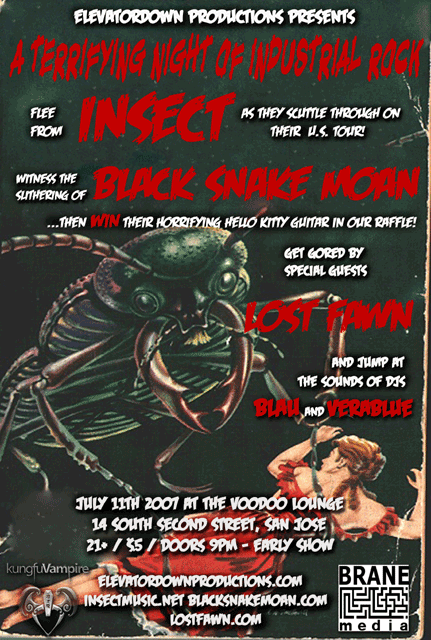 ELEVATORDOWN PRODUCTIONS PRESENTS
A TERRIFYING NIGHT OF INDUSTRIAL ROCK
FLEE
FROM
INSECT
AS THEY SCUTTLE THROUGH ON
THEIR U.S. TOUR!
WITNESS THE
SLITHERING OF
BLACK SNAKE MOAN
...THEN WIN THEIR HORRIFYING HELLO KITTY GUITAR IN OUR RAFFLE!
GET GORED BY
SPECIAL GUESTS
LOST FAWN
AND JUMP AT
THE SOUNDS OF DJS
BLAU AND VERABLUE
JULY 11TH 2007 AT THE VOODOO LOUNGE
14 SOUTH SECOND STREET, SAN JOSE
21+ / $5 / DOORS 9PM - EARLY SHOW
kungfuVampire
ELEVATORDOWNPRODUCTIONS.COM
INSECTMUSIC.NET BLACKSNAKEMOAN.COM
LOSTFAWN.COM
BRANE
media